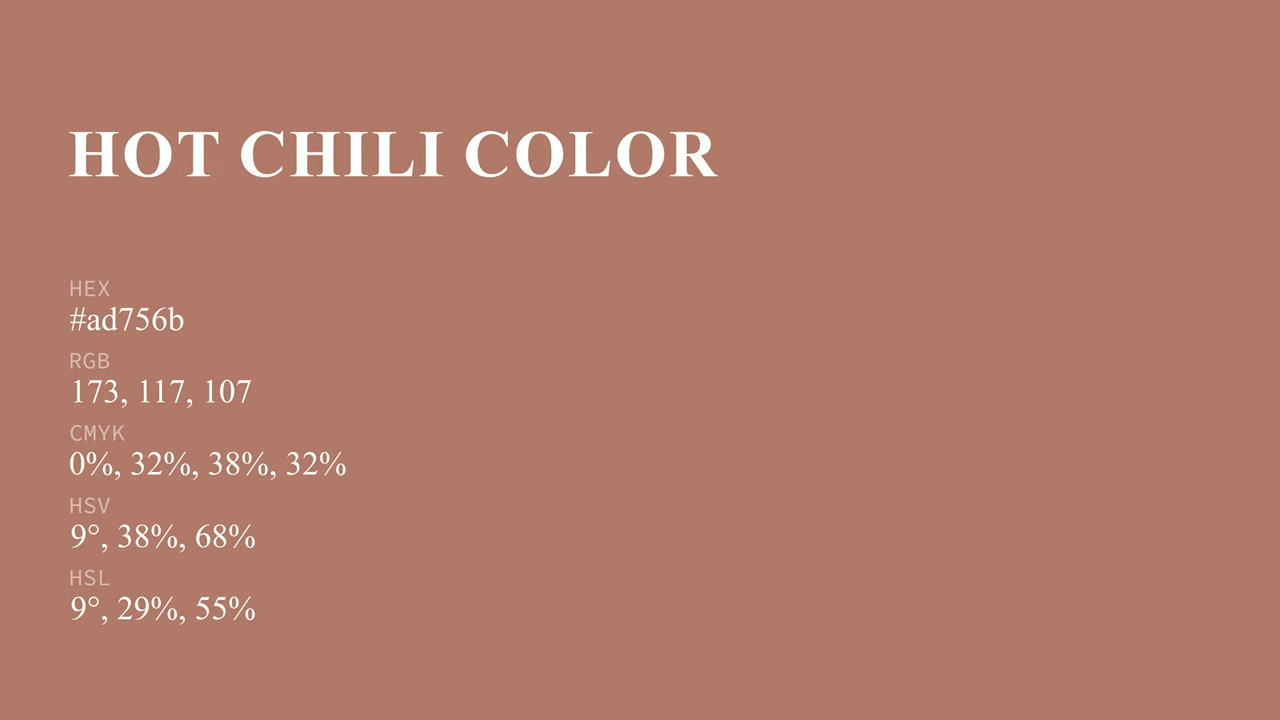 HOT CHILI COLOR
HEX
#ad756b
RGB
173, 117, 107
CMYK
0%, 32%, 38%, 32%
HSV
9°, 38%, 68%
HSL
9°, 29%, 55%